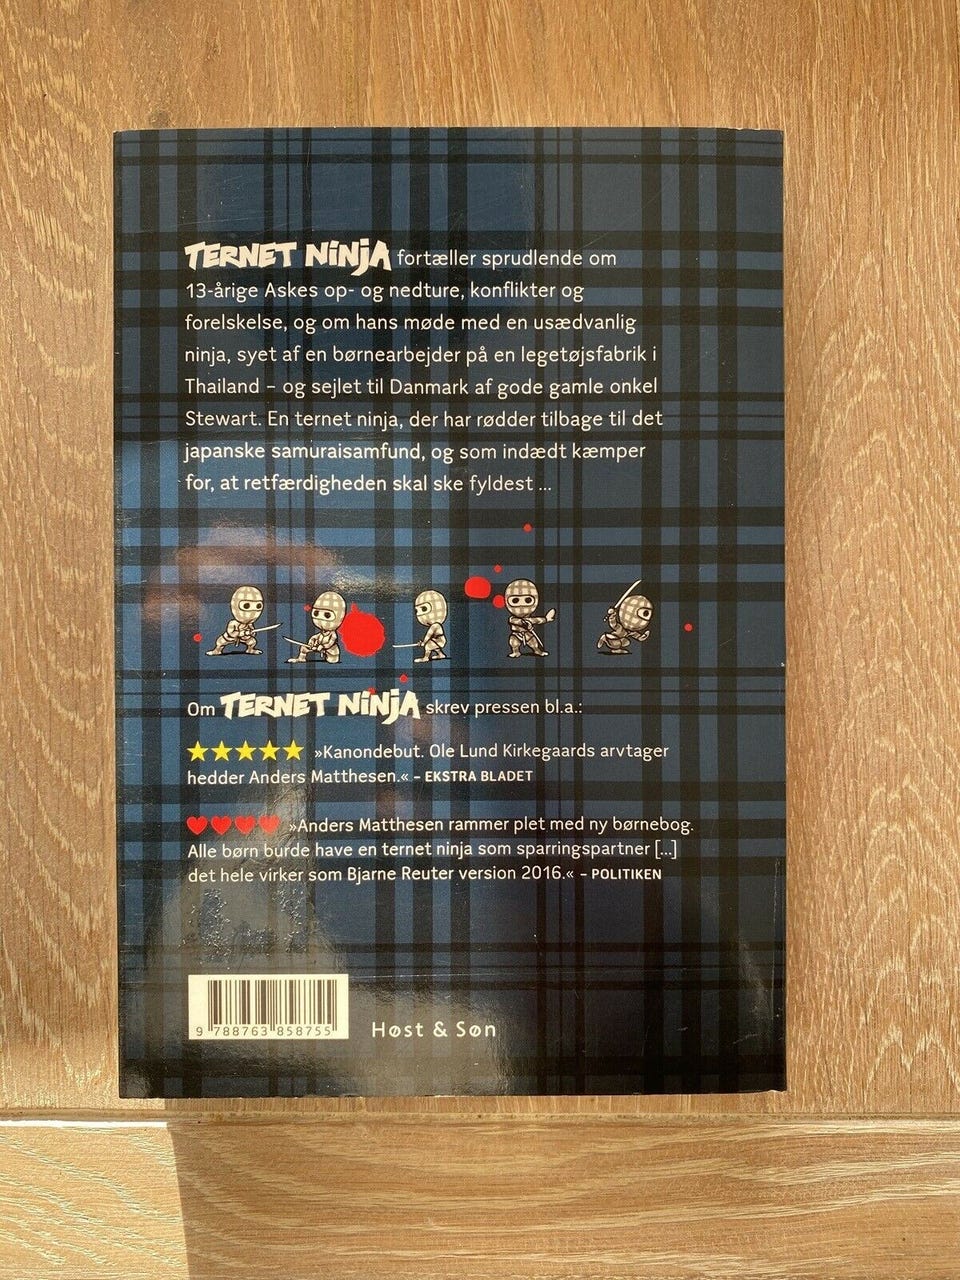 TERNET NINJA fortæller sprudlende om
13-årige Askes op- og nedture, konflikter og
forelskelse, og om hans møde med en usædvanlig
ninja, syet af en børnearbejder på en legetøjsfabrik i
Thailand – og sejlet til Danmark af gode gamle onkel
Stewart. En ternet ninja, der har rødder tilbage til det
japanske samuraisamfund, og som indædt kæmper
for, at retfærdigheden skal ske fyldest ...
Om TERNET NINJA skrev pressen bl.a.:
★★★★★ »Kanondebut. Ole Lund Kirkegaards arvtager
hedder Anders Matthesen.« – EKSTRA BLADET
♥♥♥♥ »Anders Matthesen rammer plet med ny børnebog.
Alle børn burde have en ternet ninja som sparringspartner [...]
det hele virker som Bjarne Reuter version 2016.« – POLITIKEN
9 788763 858755
Høst & Søn